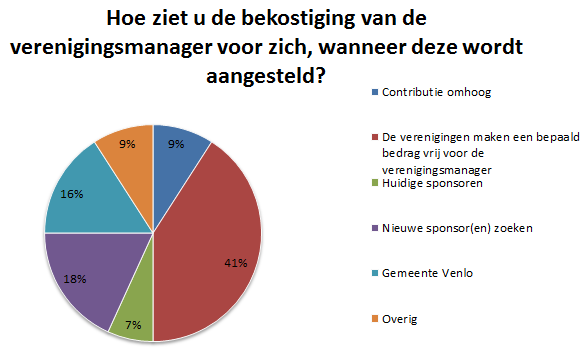 Hoe ziet u de bekostiging van de
verenigingsmanager voor zich, wanneer deze wordt
aangesteld?
9%
9%
16%
41%
18%
7%
Contributie omhoog
De verenigingen maken een bepaald
bedrag vrij voor de
verenigingsmanager
Huidige sponsoren
Nieuwe sponsor(en) zoeken
Gemeente Venlo
Overig